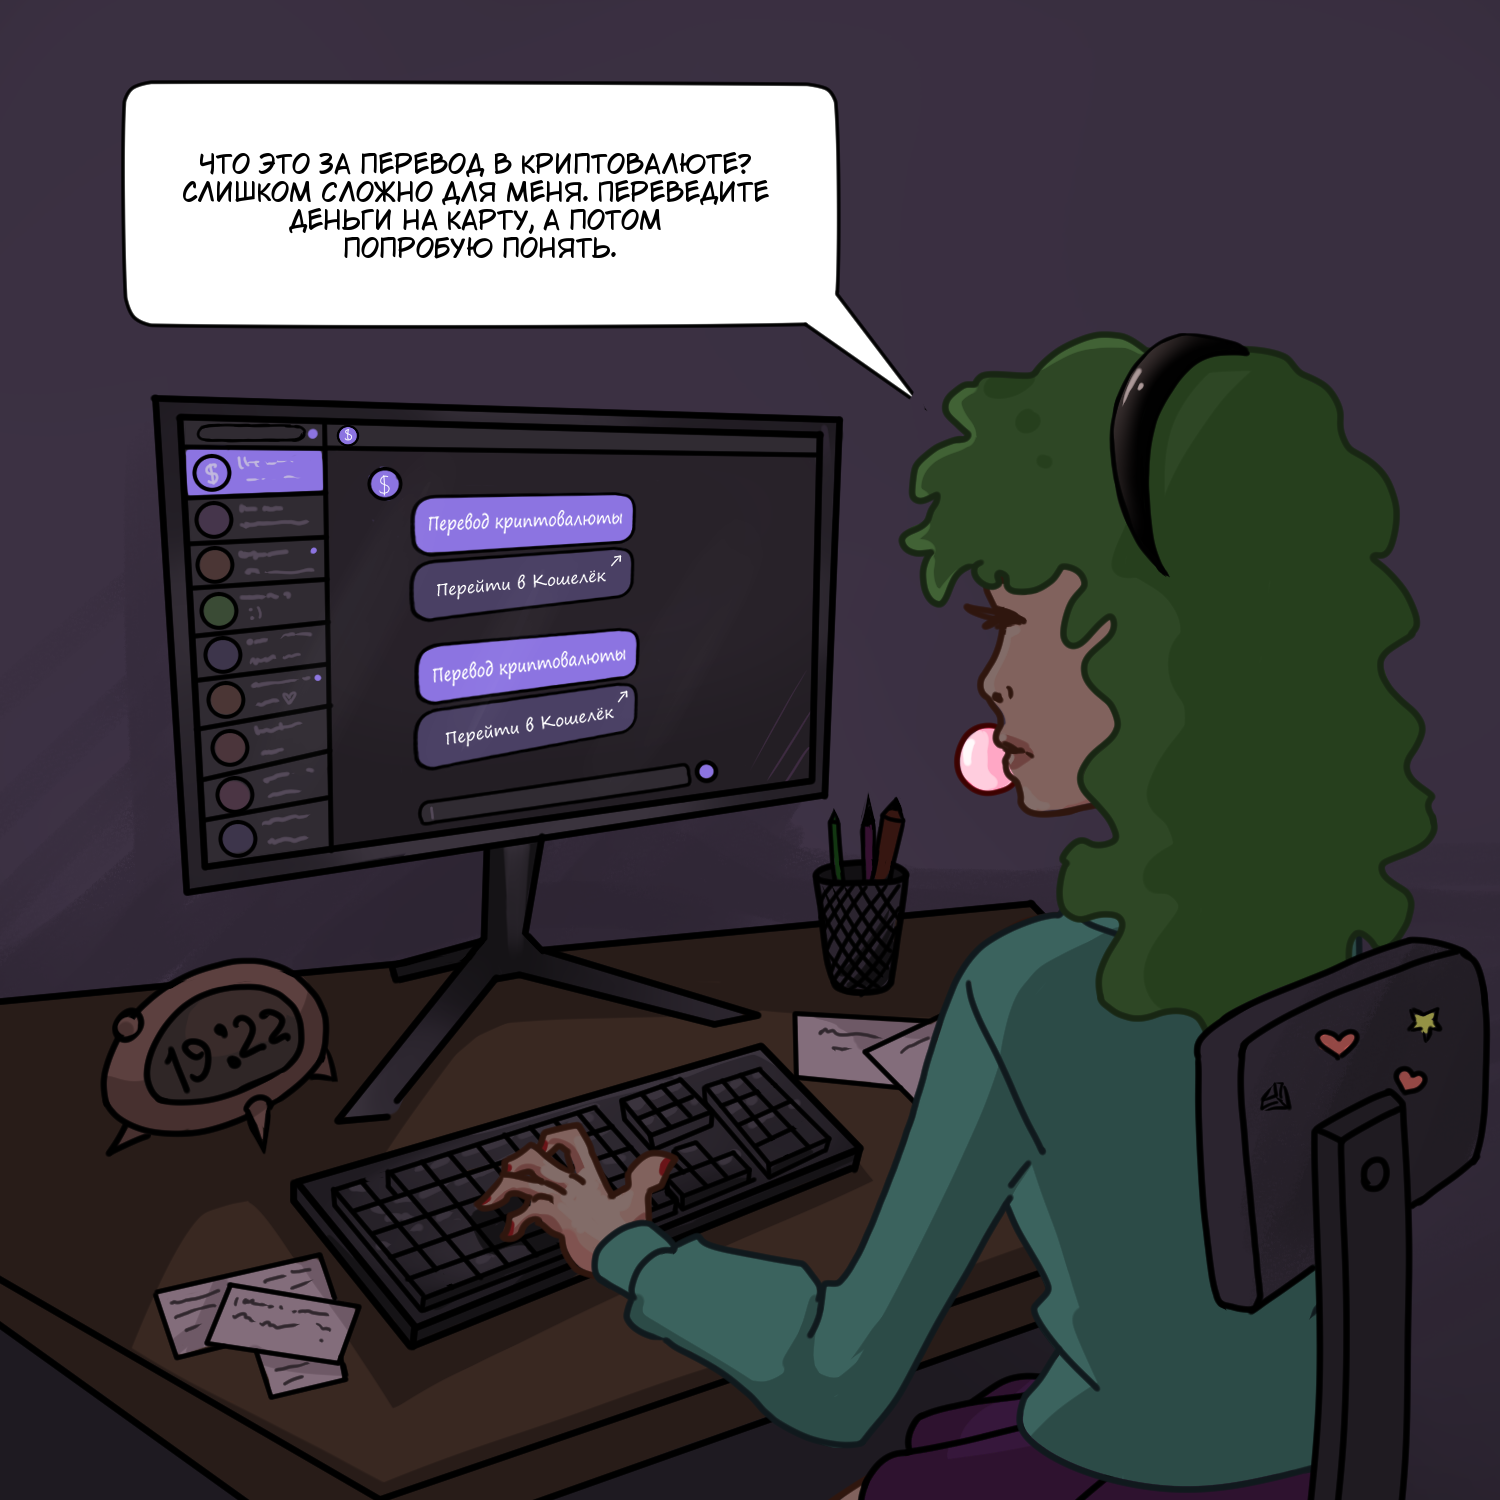 ЧТО ЭТО ЗА ПЕРЕВОД В КРИПТОВАЛЮТЕ?
СЛИШКОМ СЛОЖНО ДЛЯ МЕНЯ. ПЕРЕВЕДИТЕ
ДЕНЬГИ НА КАРТУ, А ПОТОМ
ПОПРОБУЮ ПОНЯТЬ.
$
$
$
Перевод криптовалюты
Перейти в Кошелёк
:)
Перевод криптовалюты
Перейти в Кошелёк
19:22